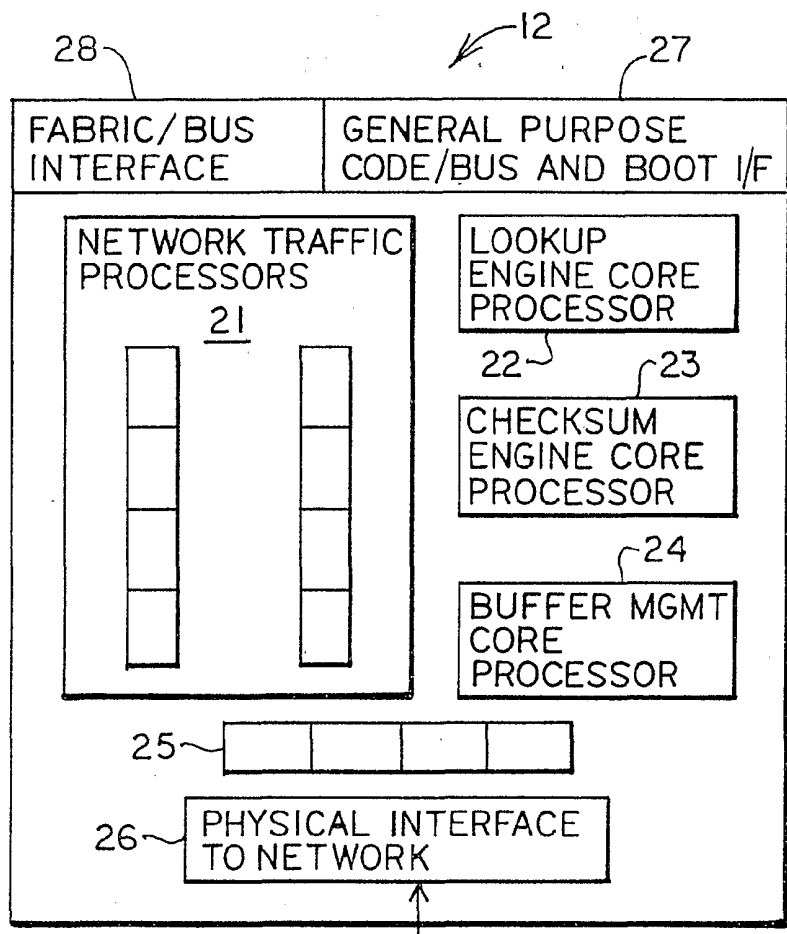 12
28
27
FABRIC/BUS
INTERFACE
GENERAL PURPOSE
CODE/BUS AND BOOT I/F
NETWORK TRAFFIC
PROCESSORS
21
LOOKUP
ENGINE CORE
PROCESSOR
22
23
CHECKSUM
ENGINE CORE
PROCESSOR
24
BUFFER MGMT
CORE
PROCESSOR
25
26
PHYSICAL INTERFACE
TO NETWORK